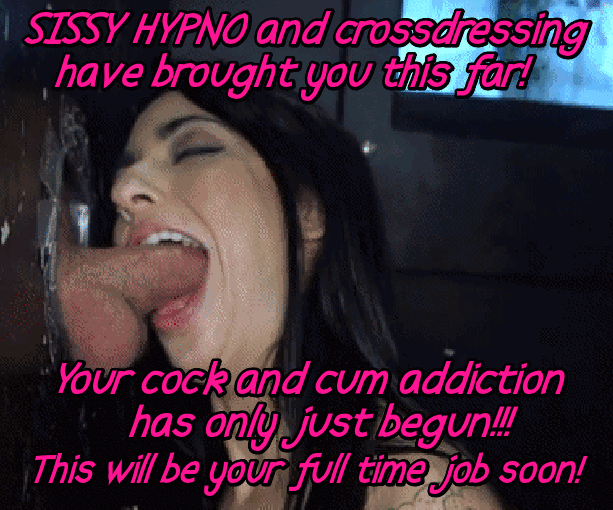 SISSY HYPNO and crossdressing
have brought you this far!
Your cock and cum addiction
has only just begun!!!
This will be your full time job soon!